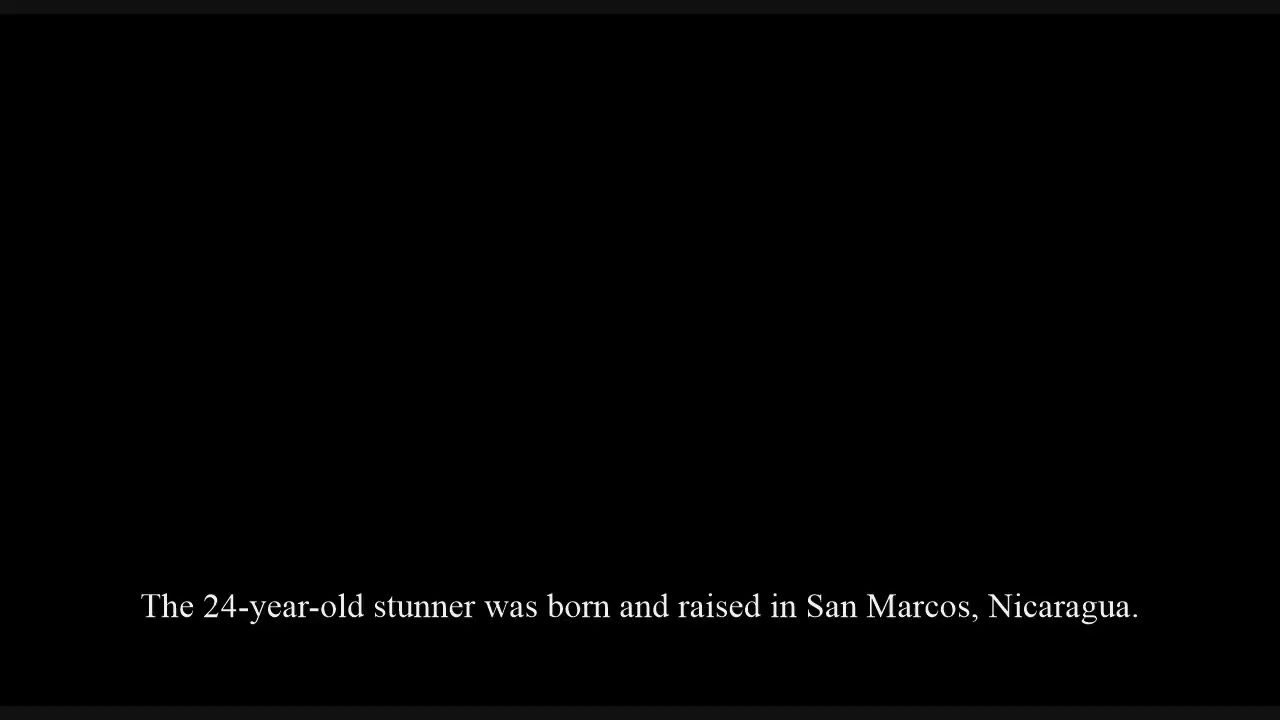 The 24-year-old stunner was born and raised in San Marcos, Nicaragua.